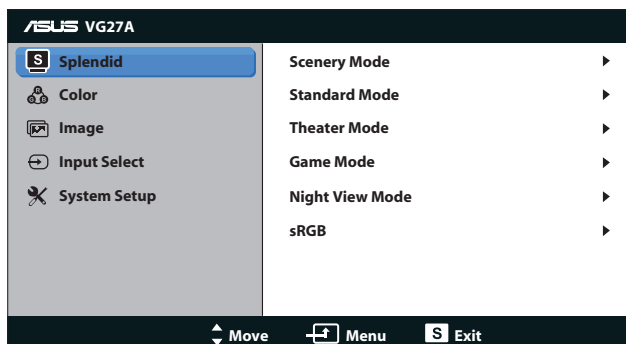 ASUS VG27A
S Splendid
Color
Image
Input Select
System Setup
Scenery Mode
Standard Mode
Theater Mode
Game Mode
Night View Mode
sRGB
Move Menu S Exit